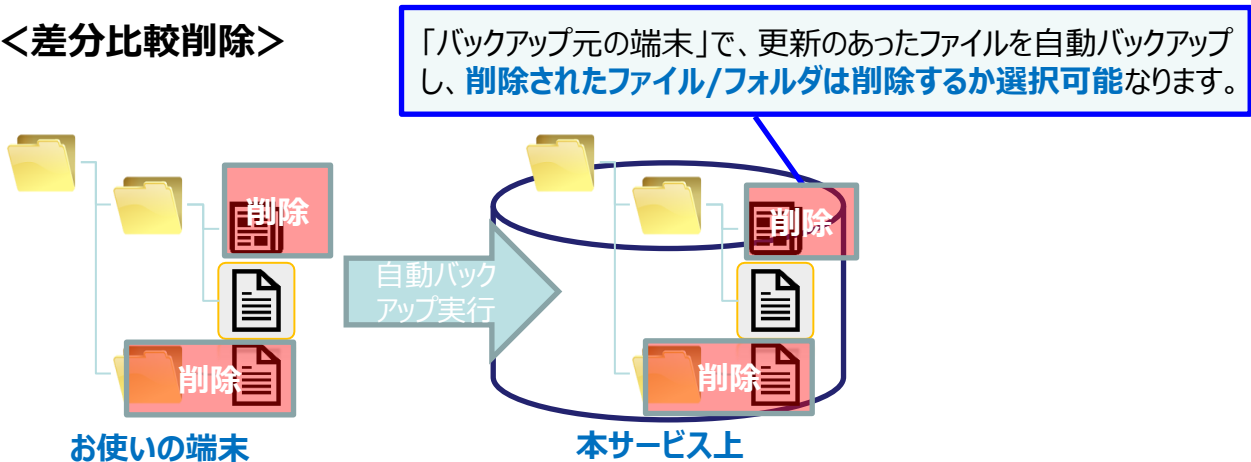 ＜差分比較削除＞
「バックアップ元の端末」で、更新のあったファイルを自動バックアップ
し、削除されたファイル/フォルダは削除するか選択可能なります。
削除
削除
自動バック
アップ実行
削除
削除
お使いの端末
本サービス上